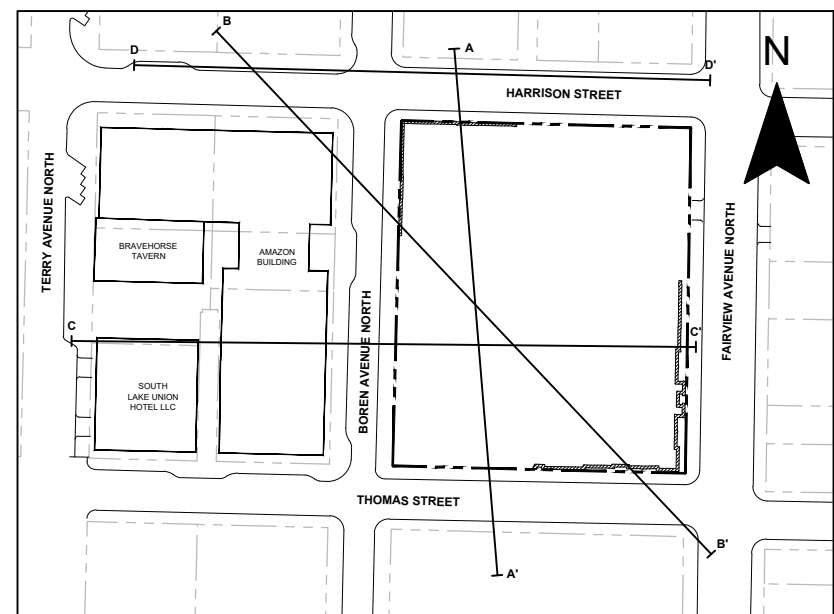 B
A
N
D
D'
HARRISON STREET
TERRY AVENUE NORTH
BRAVEHORSE
TAVERN
AMAZON
BUILDING
FAIRVIEW AVENUE NORTH
BOREN AVENUE NORTH
C
C'
SOUTH
LAKE UNION
HOTEL LLC
THOMAS STREET
B'
A'